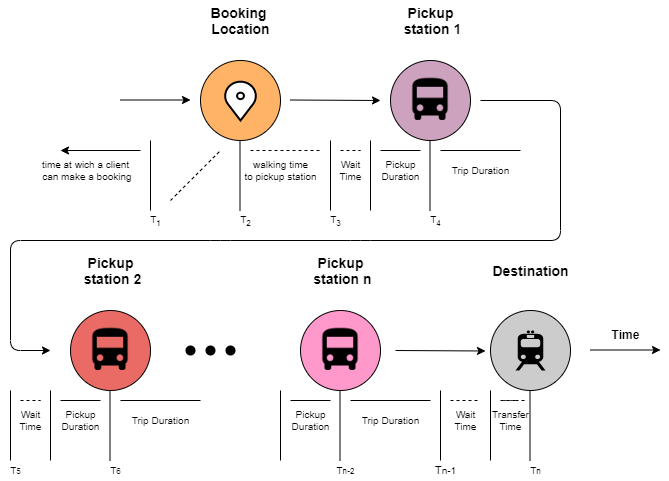 Booking
Location
Pickup
station 1
time at wich a client
can make a booking
walking time
to pickup station
Wait
Time
Pickup
Duration
Trip Duration
T1
T2
T3
T4
Pickup
station 2
Pickup
station n
Destination
Time
Wait
Time
Pickup
Duration
Trip Duration
Pickup
Duration
Trip Duration
Wait
Time
Transfer
Time
T5
T6
Tn-2
Tn-1
Tn